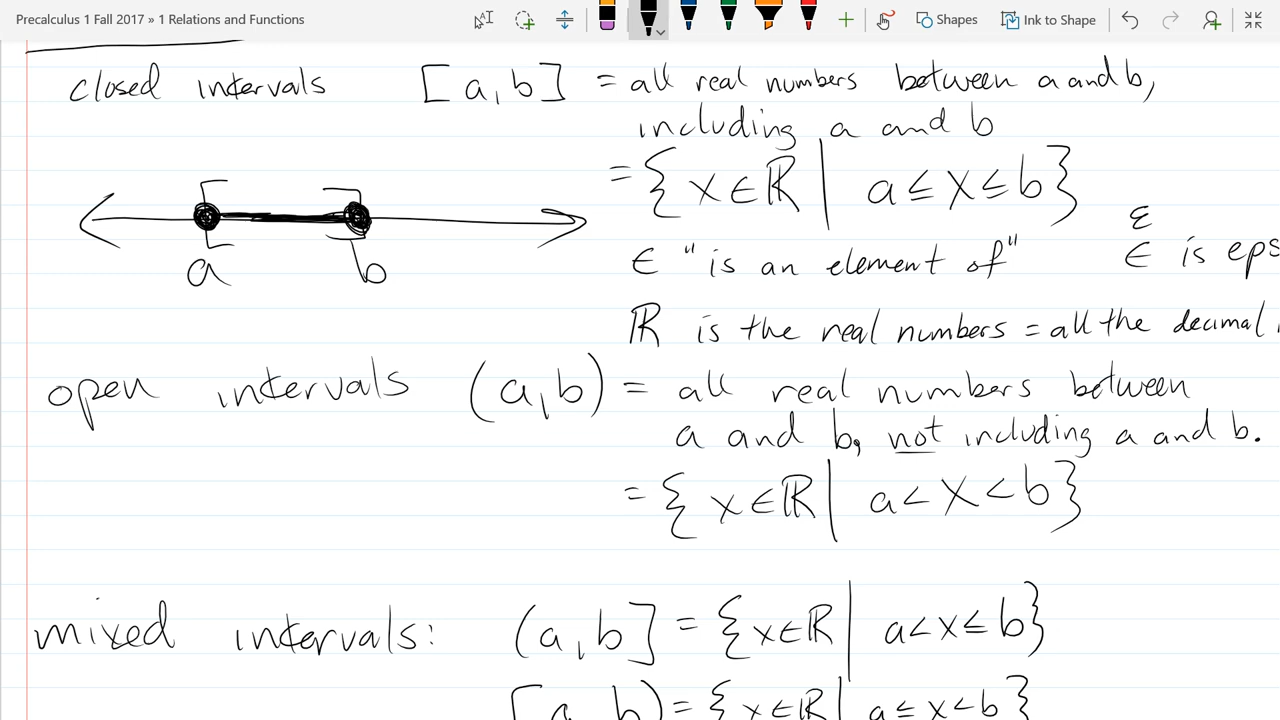 Precalculus 1 Fall 2017 » 1 Relations and Functions
Shapes
Ink to Shape
closed intervals [a,b] = all real numbers between a and b,
including a and b
= {x∈ℝ | a≤x≤b}
a b
ε
∈ "is an element of" ∈ is eps
ℝ is the real numbers = all the decimal
open intervals (a,b) = all real numbers between
a and b, not including a and b.
= {x∈ℝ | a<x<b}
mixed intervals: (a,b] = {x∈ℝ | a<x≤b}
[a,b) = {x∈ℝ | a≤x<b}